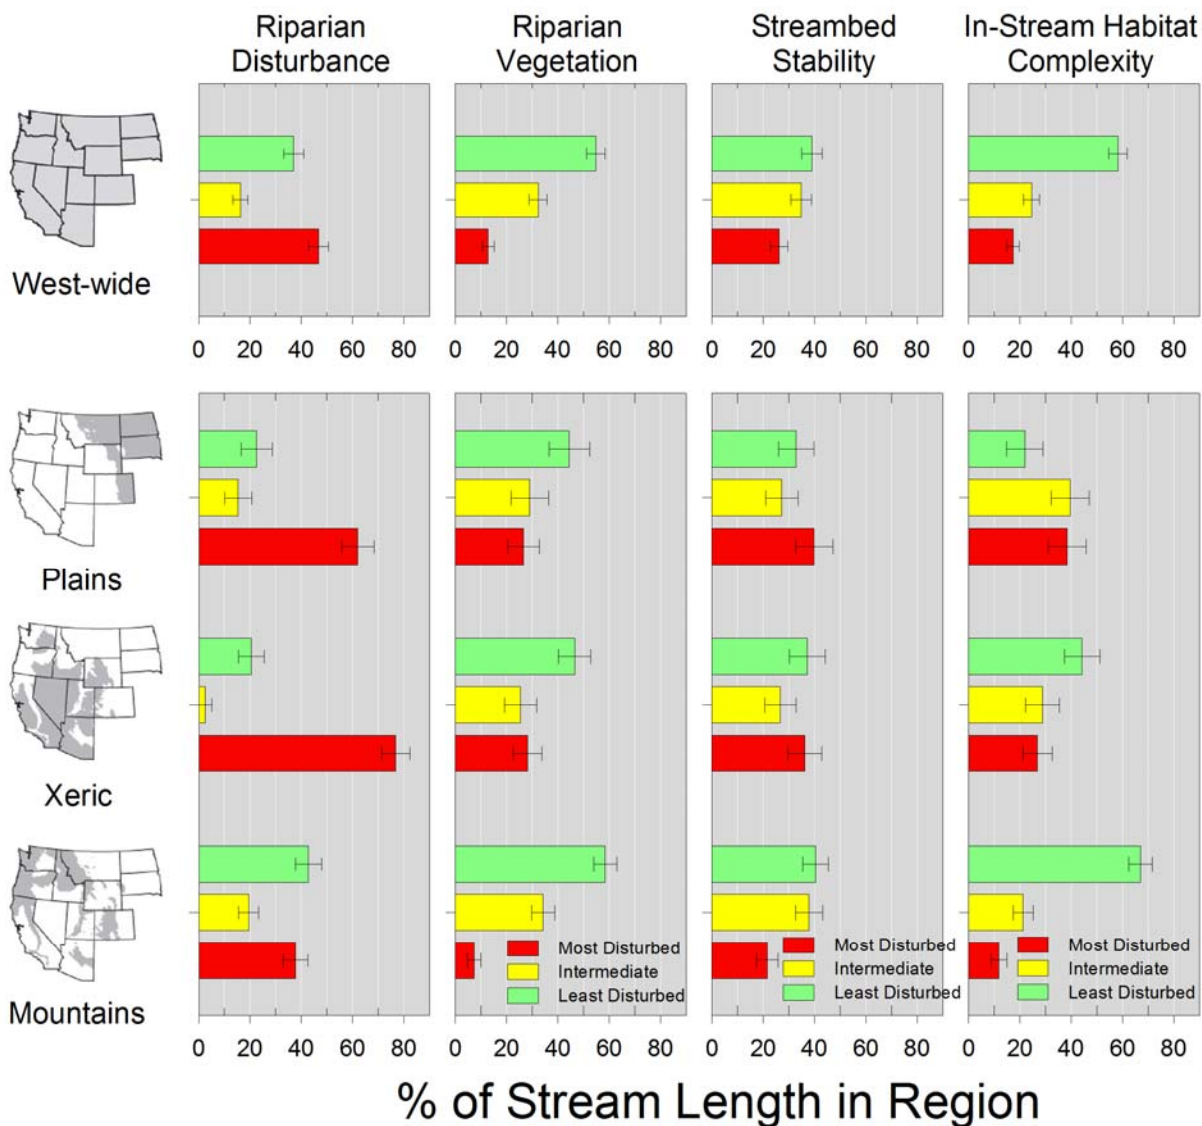 Riparian
Disturbance
Riparian
Vegetation
Streambed
Stability
In-Stream Habitat
Complexity
West-wide
0 20 40 60 80
0 20 40 60 80
0 20 40 60 80
0 20 40 60 80
Plains
Xeric
Mountains
Most Disturbed
Intermediate
Least Disturbed
Most Disturbed
Intermediate
Least Disturbed
Most Disturbed
Intermediate
Least Disturbed
0 20 40 60 80
0 20 40 60 80
0 20 40 60 80
0 20 40 60 80
% of Stream Length in Region